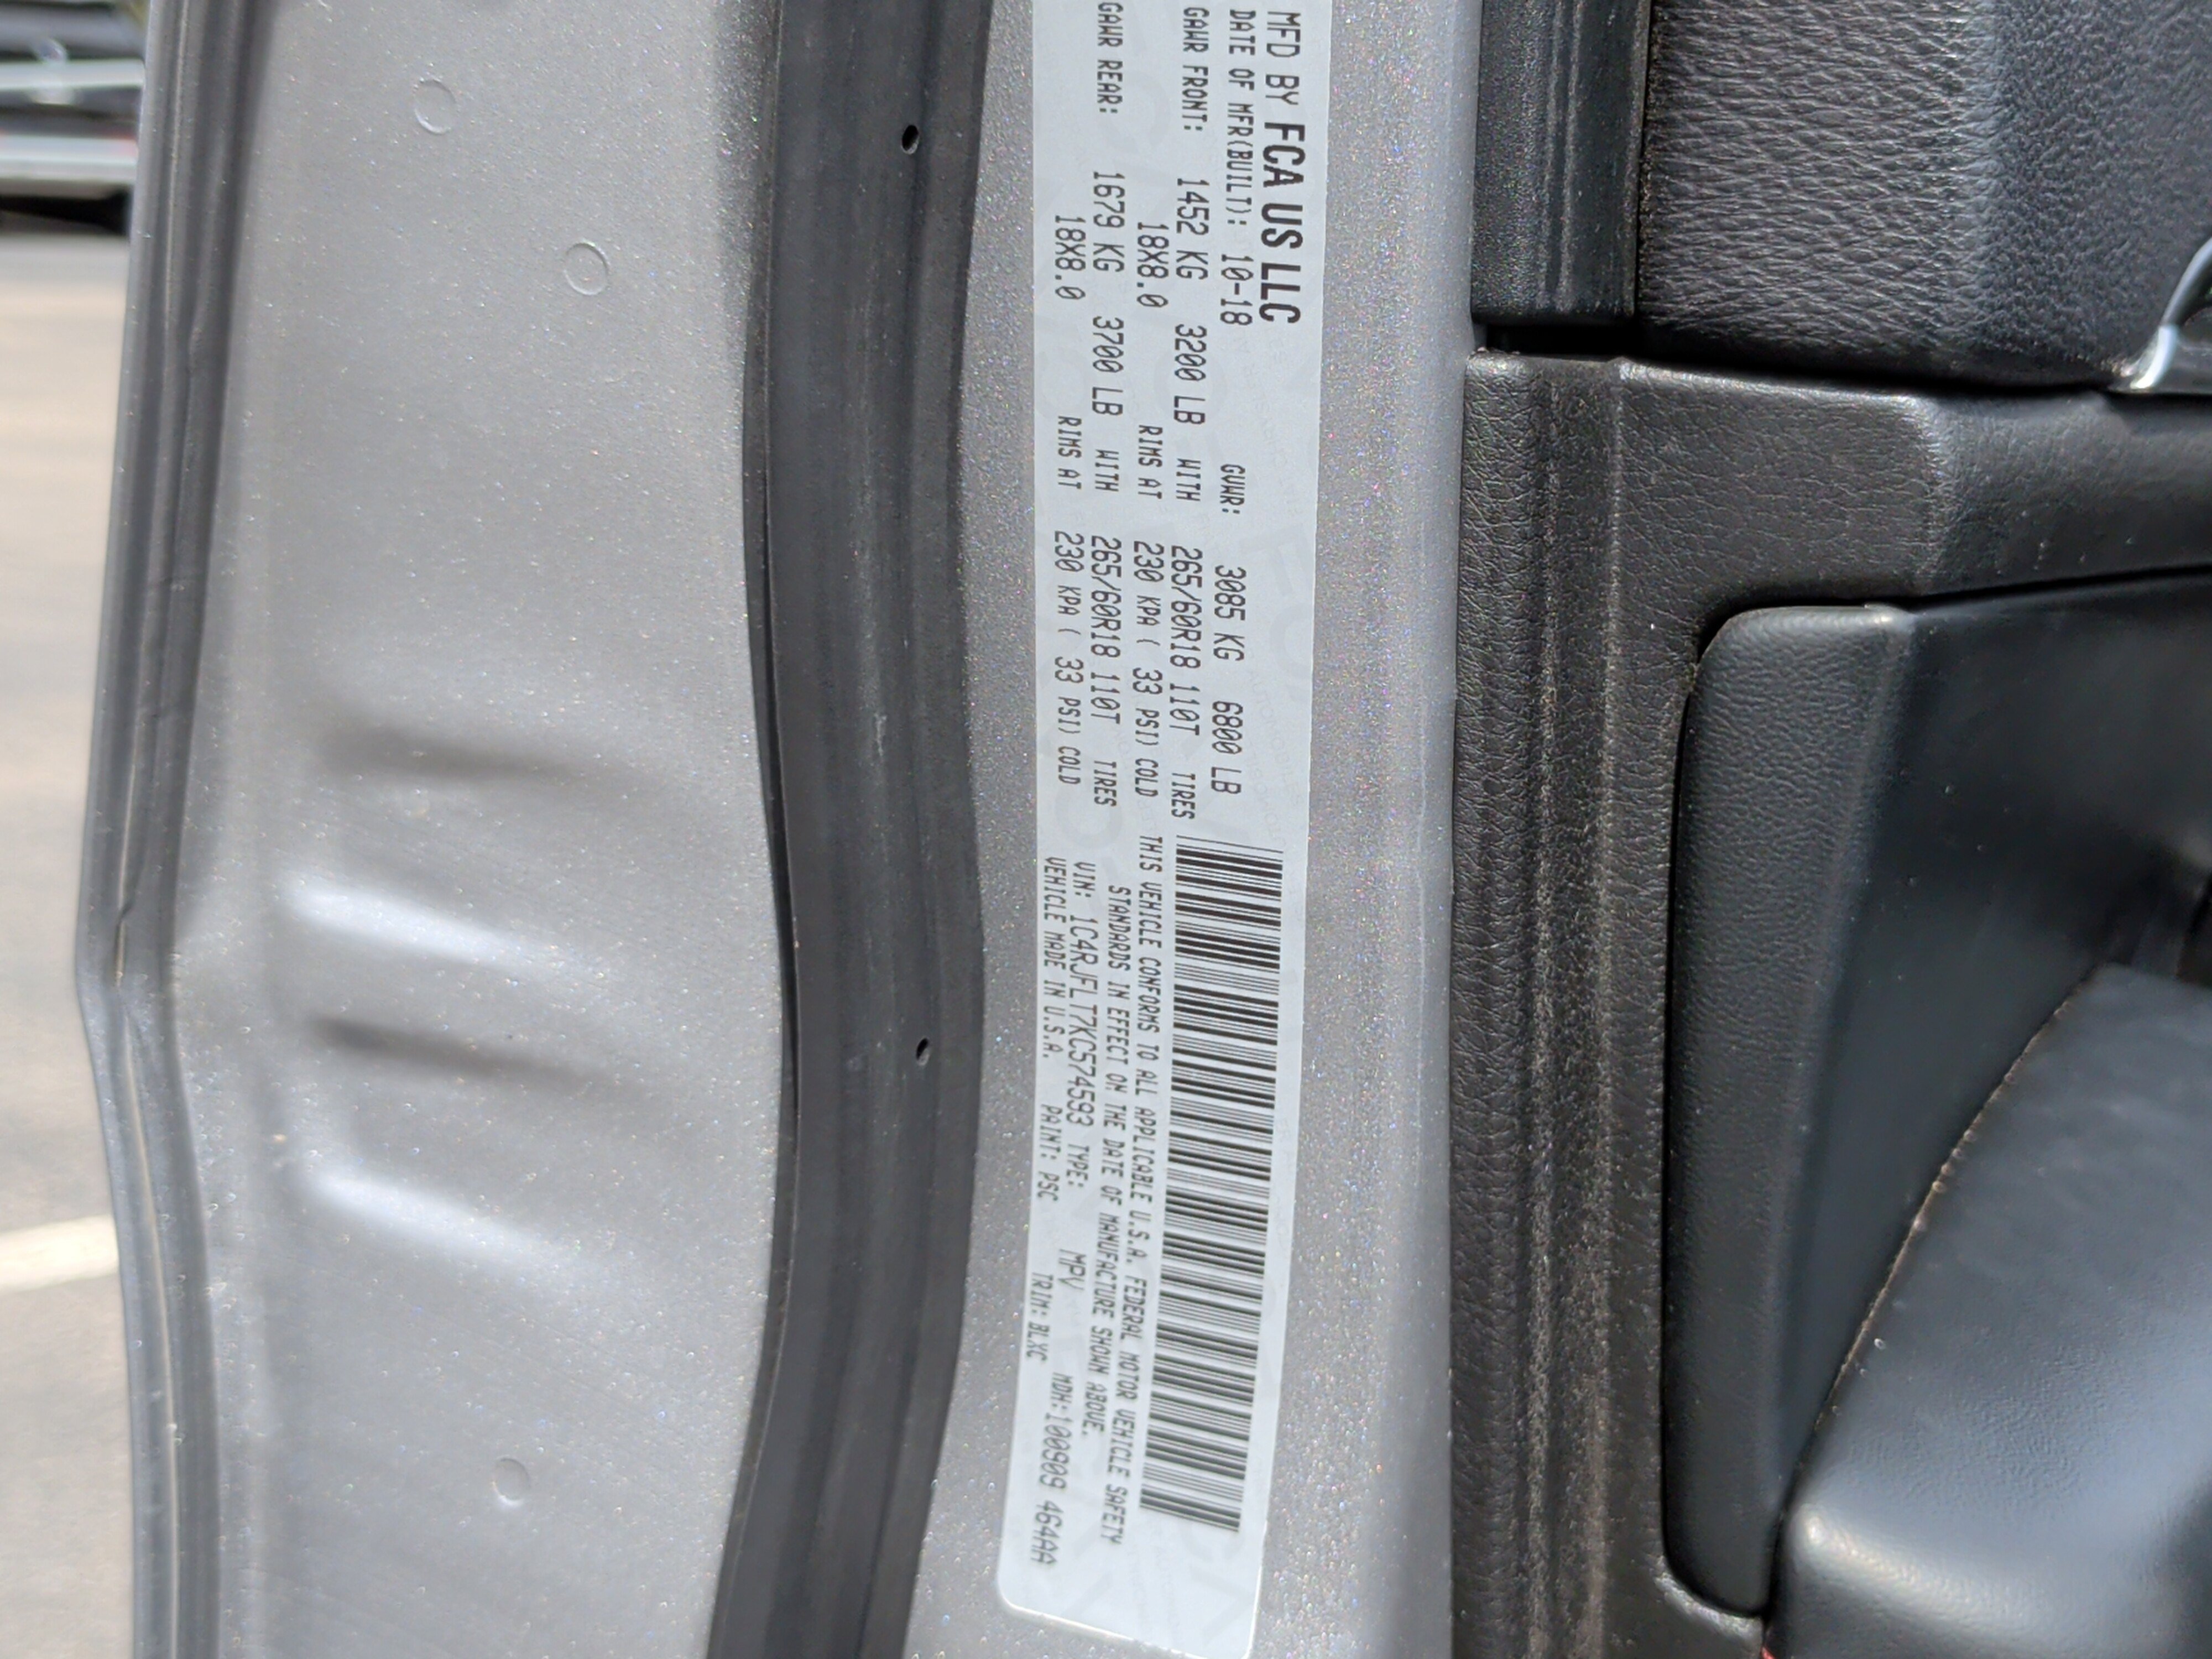 MFD BY FCA US LLC
DATE OF MFR(BUILT): 10-18 GVWR: 3085 KG 6800 LB
GAWR FRONT: 1452 KG 3200 LB WITH 265/60R18 110T TIRES
18X8.0 RIMS AT 230 KPA ( 33 PSI) COLD
GAWR REAR: 1679 KG 3700 LB WITH 265/60R18 110T TIRES
18X8.0 RIMS AT 230 KPA ( 33 PSI) COLD
THIS VEHICLE CONFORMS TO ALL APPLICABLE U.S.A. FEDERAL MOTOR VEHICLE SAFETY
STANDARDS IN EFFECT ON THE DATE OF MANUFACTURE SHOWN ABOVE.
VIN: 1C4RJFLT7KC574593 TYPE: MPV MDH:100909 464AA
VEHICLE MADE IN U.S.A. PAINT: PSC TRIM: BLXC